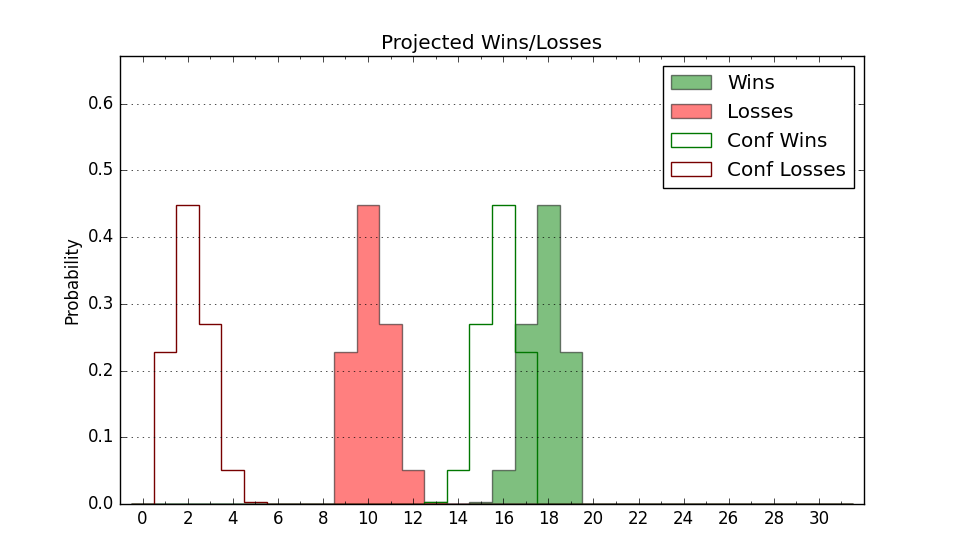 Projected Wins/Losses
Wins
Losses
Conf Wins
Conf Losses
Probability
0.6
0.5
0.4
0.3
0.2
0.1
0.0
0 2 4 6 8 10 12 14 16 18 20 22 24 26 28 30